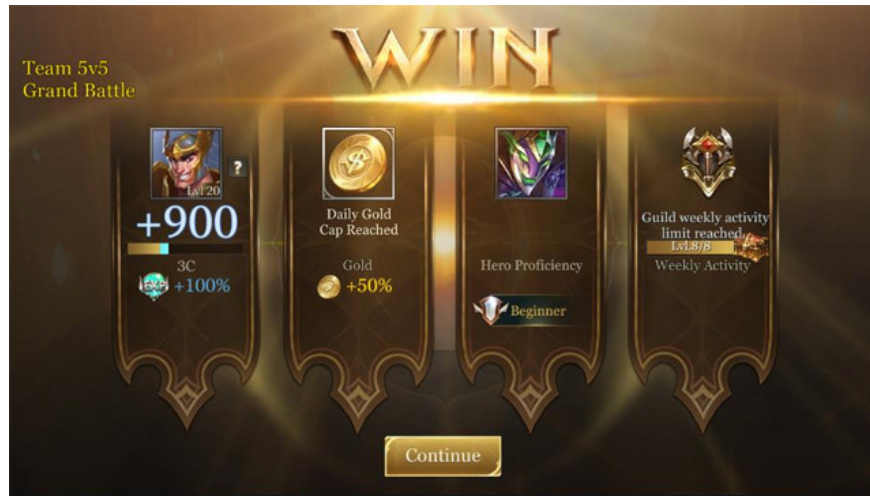 WIN
Team 5v5
Grand Battle
?
Lvl 20
+900
3C
EXP
+100%
Daily Gold
Cap Reached
Gold
+50%
Hero Proficiency
Beginner
Guild weekly activity
limit reached
Lvl.8/8
Weekly Activity
Continue